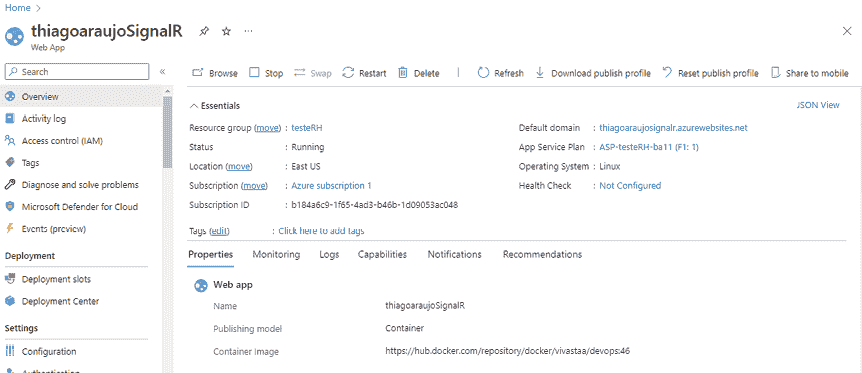 Home >
thiagoaraujoSignalR
Web App
Search
Browse Stop Swap Restart Delete Refresh Download publish profile Reset publish profile Share to mobile
Overview
Activity log
Access control (IAM)
Tags
Diagnose and solve problems
Microsoft Defender for Cloud
Events (preview)
Deployment
Deployment slots
Deployment Center
Settings
Configuration
Authentication
Essentials
JSON View
Resource group (move) : testeRH
Status : Running
Location (move) : East US
Subscription (move) : Azure subscription 1
Subscription ID : b184a6c9-1f65-4ad3-b46b-1d09053ac048
Default domain : thiagoaraujosignalr.azurewebsites.net
App Service Plan : ASP-testeRH-ba11 (F1: 1)
Operating System : Linux
Health Check : Not Configured
Tags (edit) : Click here to add tags
Properties Monitoring Logs Capabilities Notifications Recommendations
Web app
Name thiagoaraujoSignalR
Publishing model Container
Container Image https://hub.docker.com/repository/docker/vivastaa/devops:46